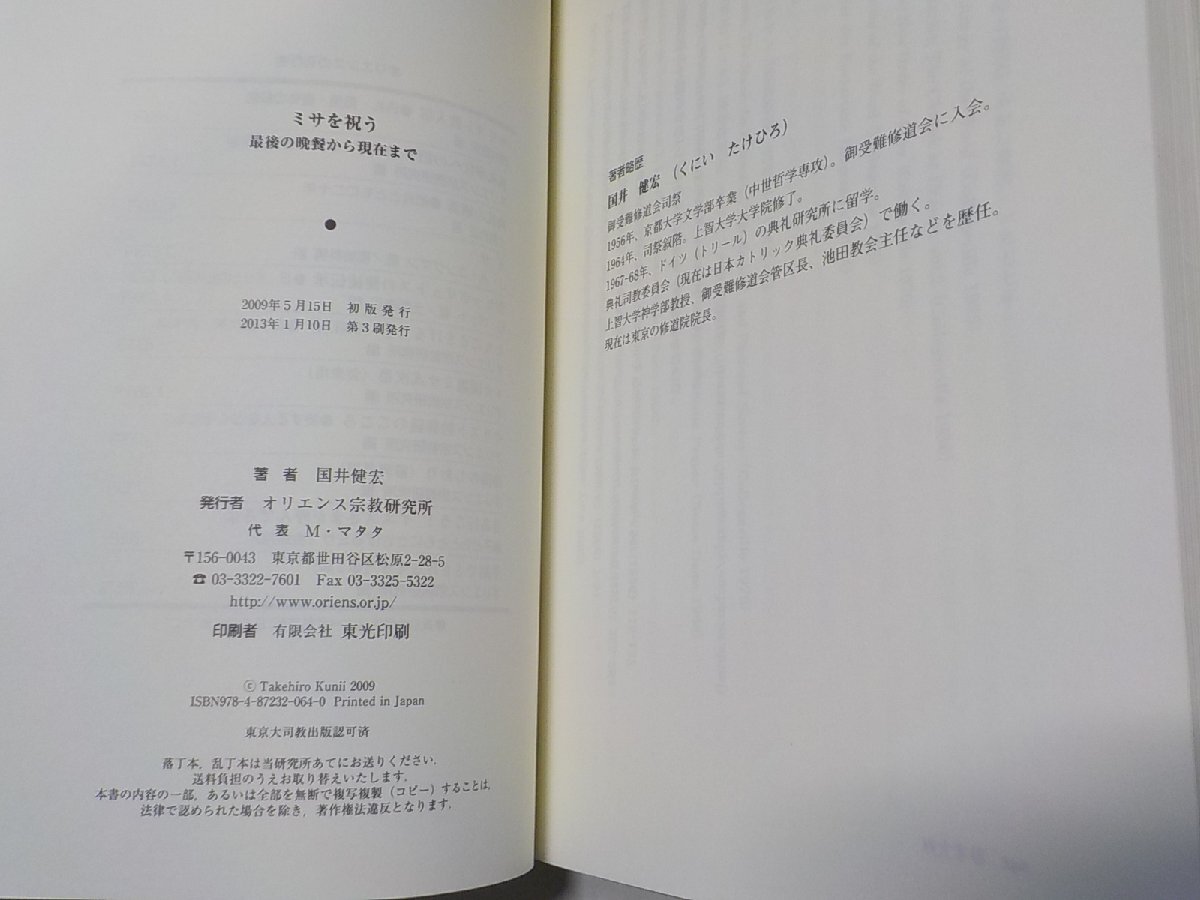 ミサを祝う
最後の晩餐から現在まで
●
2009年5月15日 初版発行
2013年1月10日 第3刷発行
著者 国井健宏
発行者 オリエンス宗教研究所
代表 M・マタタ
〒156-0043 東京都世田谷区松原2-28-5
☎ 03-3322-7601 Fax 03-3325-5322
http://www.oriens.or.jp/
印刷者 有限会社 東光印刷
© Takehiro Kunii 2009
ISBN978-4-87232-064-0 Printed in Japan
東京大司教出版認可済
落丁本，乱丁本は当研究所あてにお送りください．
送料負担のうえお取り替えいたします．
本書の内容の一部，あるいは全部を無断で複写複製（コピー）することは，
法律で認められた場合を除き，著作権法違反となります．
著者略歴
国井 健宏（くにい たけひろ）
御受難修道会司祭
1956年、京都大学文学部卒業（中世哲学専攻）。御受難修道会に入会。
1964年、司祭叙階。上智大学大学院修了。
1967-68年、ドイツ（トリール）の典礼研究所に留学。
典礼司教委員会（現在は日本カトリック典礼委員会）で働く。
上智大学神学部教授、御受難修道会管区長、池田教会主任などを歴任。
現在は東京の修道院院長。